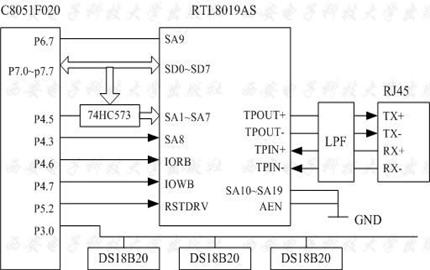 C8051F020 RTL8019AS
P6.7 SA9
P7.0~p7.7 SD0~SD7
RJ45
P4.5 74HC573 SA1~SA7 TPOUT+ LPF TX+
P4.3 SA8 TPOUT- TX-
P4.6 IORB TPIN+ RX+
P4.7 IOWB TPIN- RX-
P5.2 RSTDRV SA10~SA19
AEN GND
P3.0
DS18B20 DS18B20 DS18B20